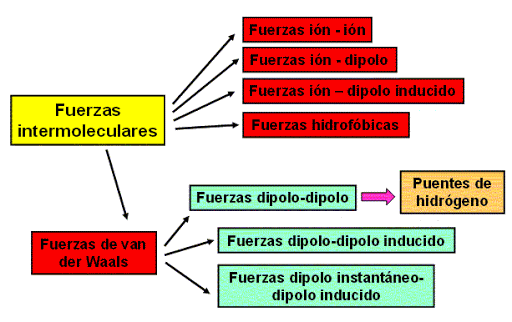 Fuerzas ión - ión
Fuerzas ión - dipolo
Fuerzas ión – dipolo inducido
Fuerzas hidrofóbicas
Fuerzas
intermoleculares
Fuerzas de van
der Waals
Fuerzas dipolo-dipolo
Puentes de
hidrógeno
Fuerzas dipolo-dipolo inducido
Fuerzas dipolo instantáneo-
dipolo inducido